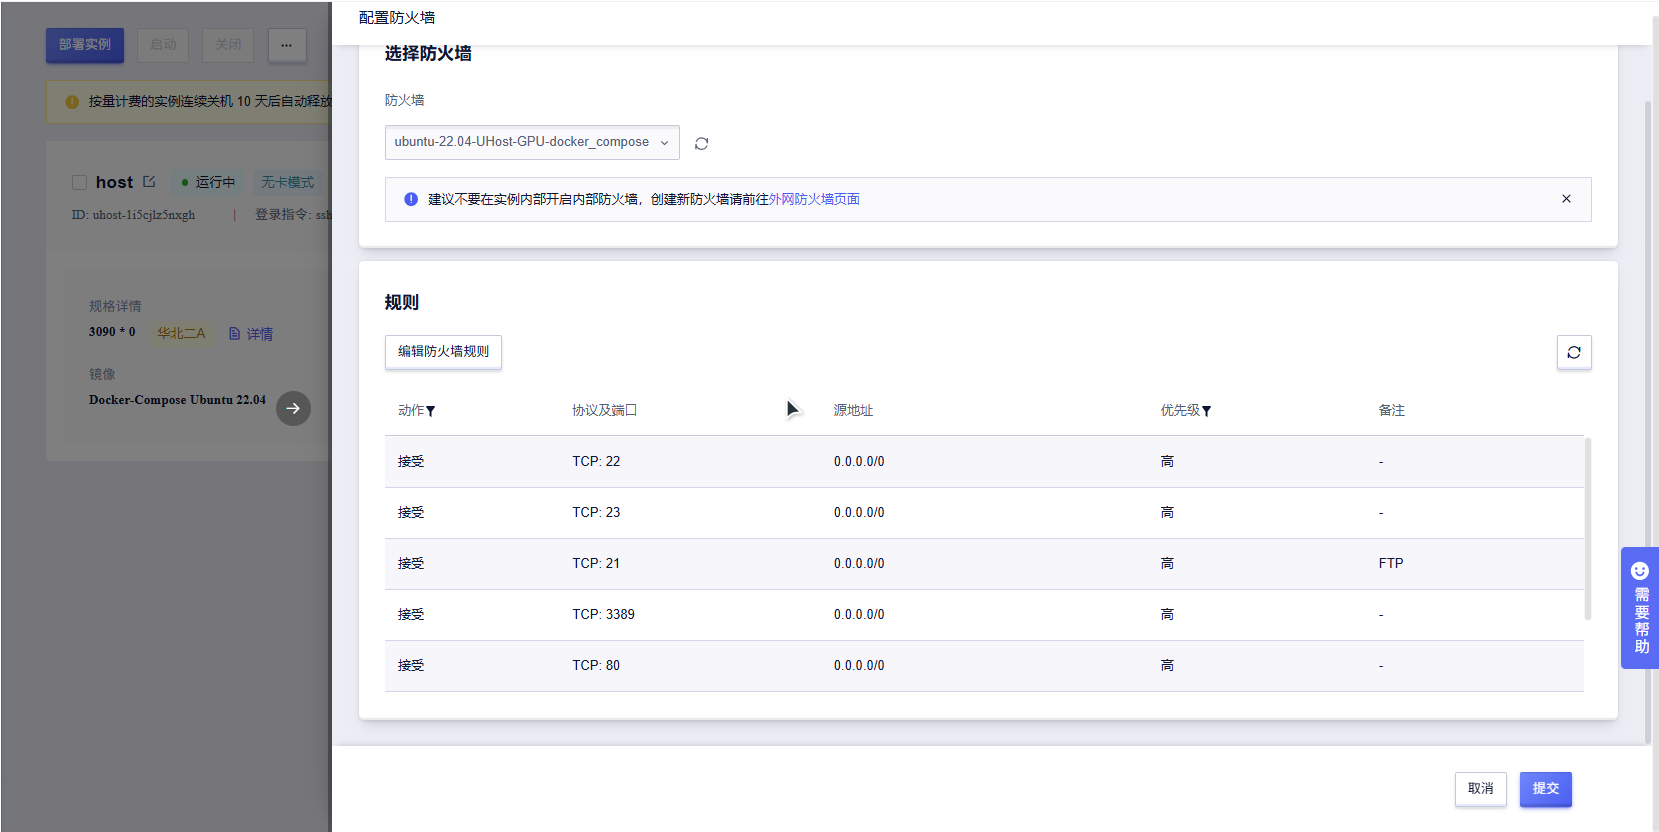 配置防火墙
部署实例
启动
关闭
...
按量计费的实例连续关机 10 天后自动释放
host
运行中
无卡模式
ID: uhost-1i5cjlz5nxgh
登录指令: ssh
规格详情
3090 * 0
华北二A
详情
镜像
Docker-Compose Ubuntu 22.04
选择防火墙
防火墙
ubuntu-22.04-UHost-GPU-docker_compose
建议不要在实例内部开启内部防火墙，创建新防火墙请前往外网防火墙页面
规则
编辑防火墙规则
动作 协议及端口 源地址 优先级 备注
接受 TCP: 22 0.0.0.0/0 高 -
接受 TCP: 23 0.0.0.0/0 高 -
接受 TCP: 21 0.0.0.0/0 高 FTP
接受 TCP: 3389 0.0.0.0/0 高 -
接受 TCP: 80 0.0.0.0/0 高 -
需要帮助
取消
提交